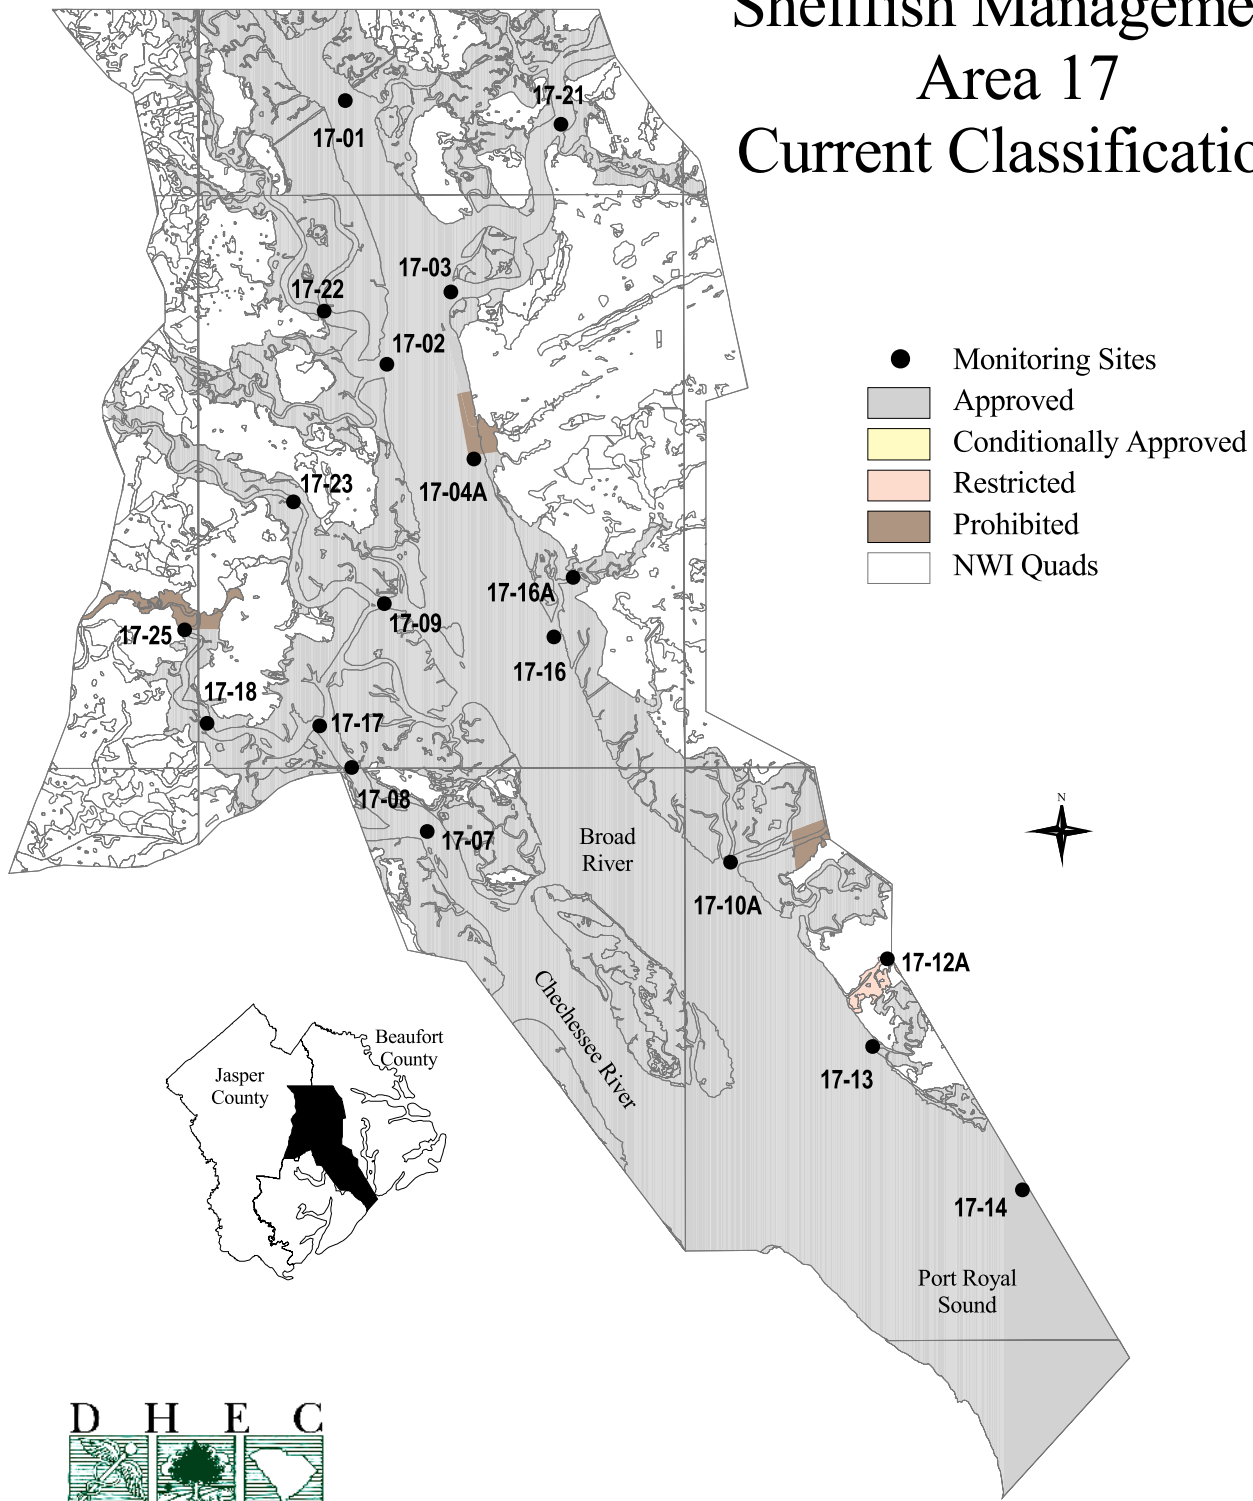 Shellfish Manageme
Area 17
Current Classificatio
17-21
17-01
17-03
17-22
17-02
Monitoring Sites
Approved
Conditionally Approved
Restricted
Prohibited
NWI Quads
17-23
17-04A
17-16A
17-09
17-25
17-16
17-18
17-17
17-08
17-07
Broad
River
N
17-10A
17-12A
Chechessee River
17-13
Beaufort
County
Jasper
County
17-14
Port Royal
Sound
D H E C